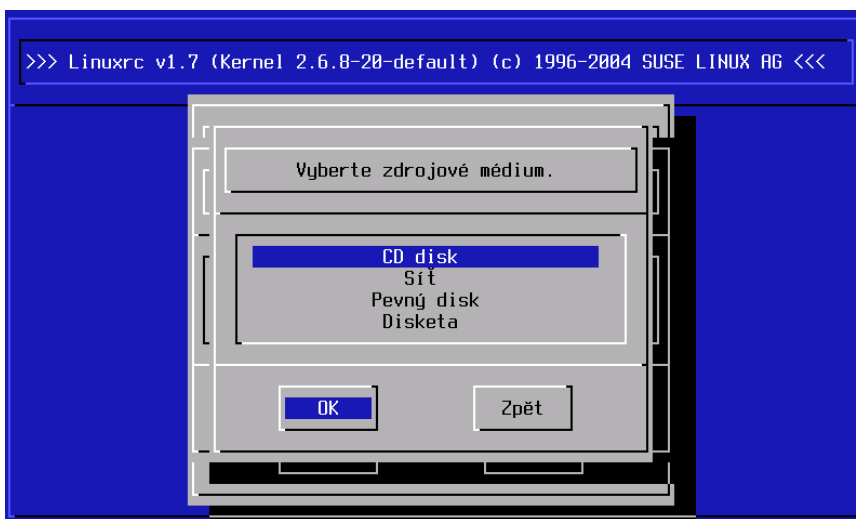 >>> Linuxrc v1.7 (Kernel 2.6.8-20-default) (c) 1996-2004 SUSE LINUX AG <<<
Vyberte zdrojové médium.
CD disk
Síť
Pevný disk
Disketa
OK Zpět